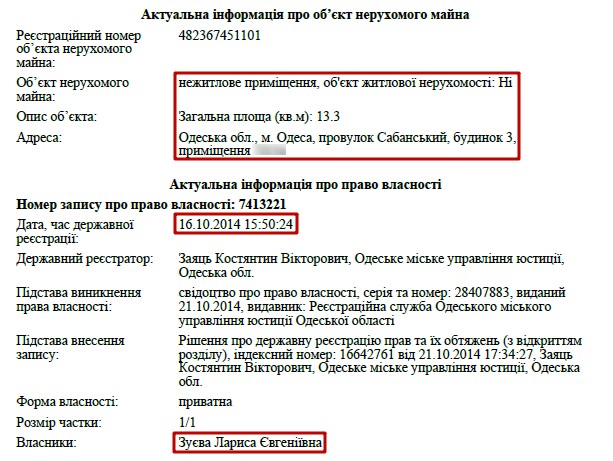 Актуальна інформація про об’єкт нерухомого майна
Реєстраційний номер 482367451101
об’єкта нерухомого
майна:
Об’єкт нерухомого нежитлове приміщення, об'єкт житлової нерухомості: Ні
майна:
Опис об’єкта: Загальна площа (кв.м): 13.3
Адреса: Одеська обл., м. Одеса, провулок Сабанський, будинок 3,
приміщення
Актуальна інформація про право власності
Номер запису про право власності: 7413221
Дата, час державної 16.10.2014 15:50:24
реєстрації:
Державний реєстратор: Заяць Костянтин Вікторович, Одеське міське управління юстиції,
Одеська обл.
Підстава виникнення свідоцтво про право власності, серія та номер: 28407883, виданий
права власності: 21.10.2014, видавник: Реєстраційна служба Одеського міського
управління юстиції Одеської області
Підстава внесення Рішення про державну реєстрацію прав та їх обтяжень (з відкриттям
запису: розділу), індексний номер: 16642761 від 21.10.2014 17:34:27, Заяць
Костянтин Вікторович, Одеське міське управління юстиції, Одеська
обл.
Форма власності: приватна
Розмір частки: 1/1
Власники: Зуєва Лариса Євгеніївна